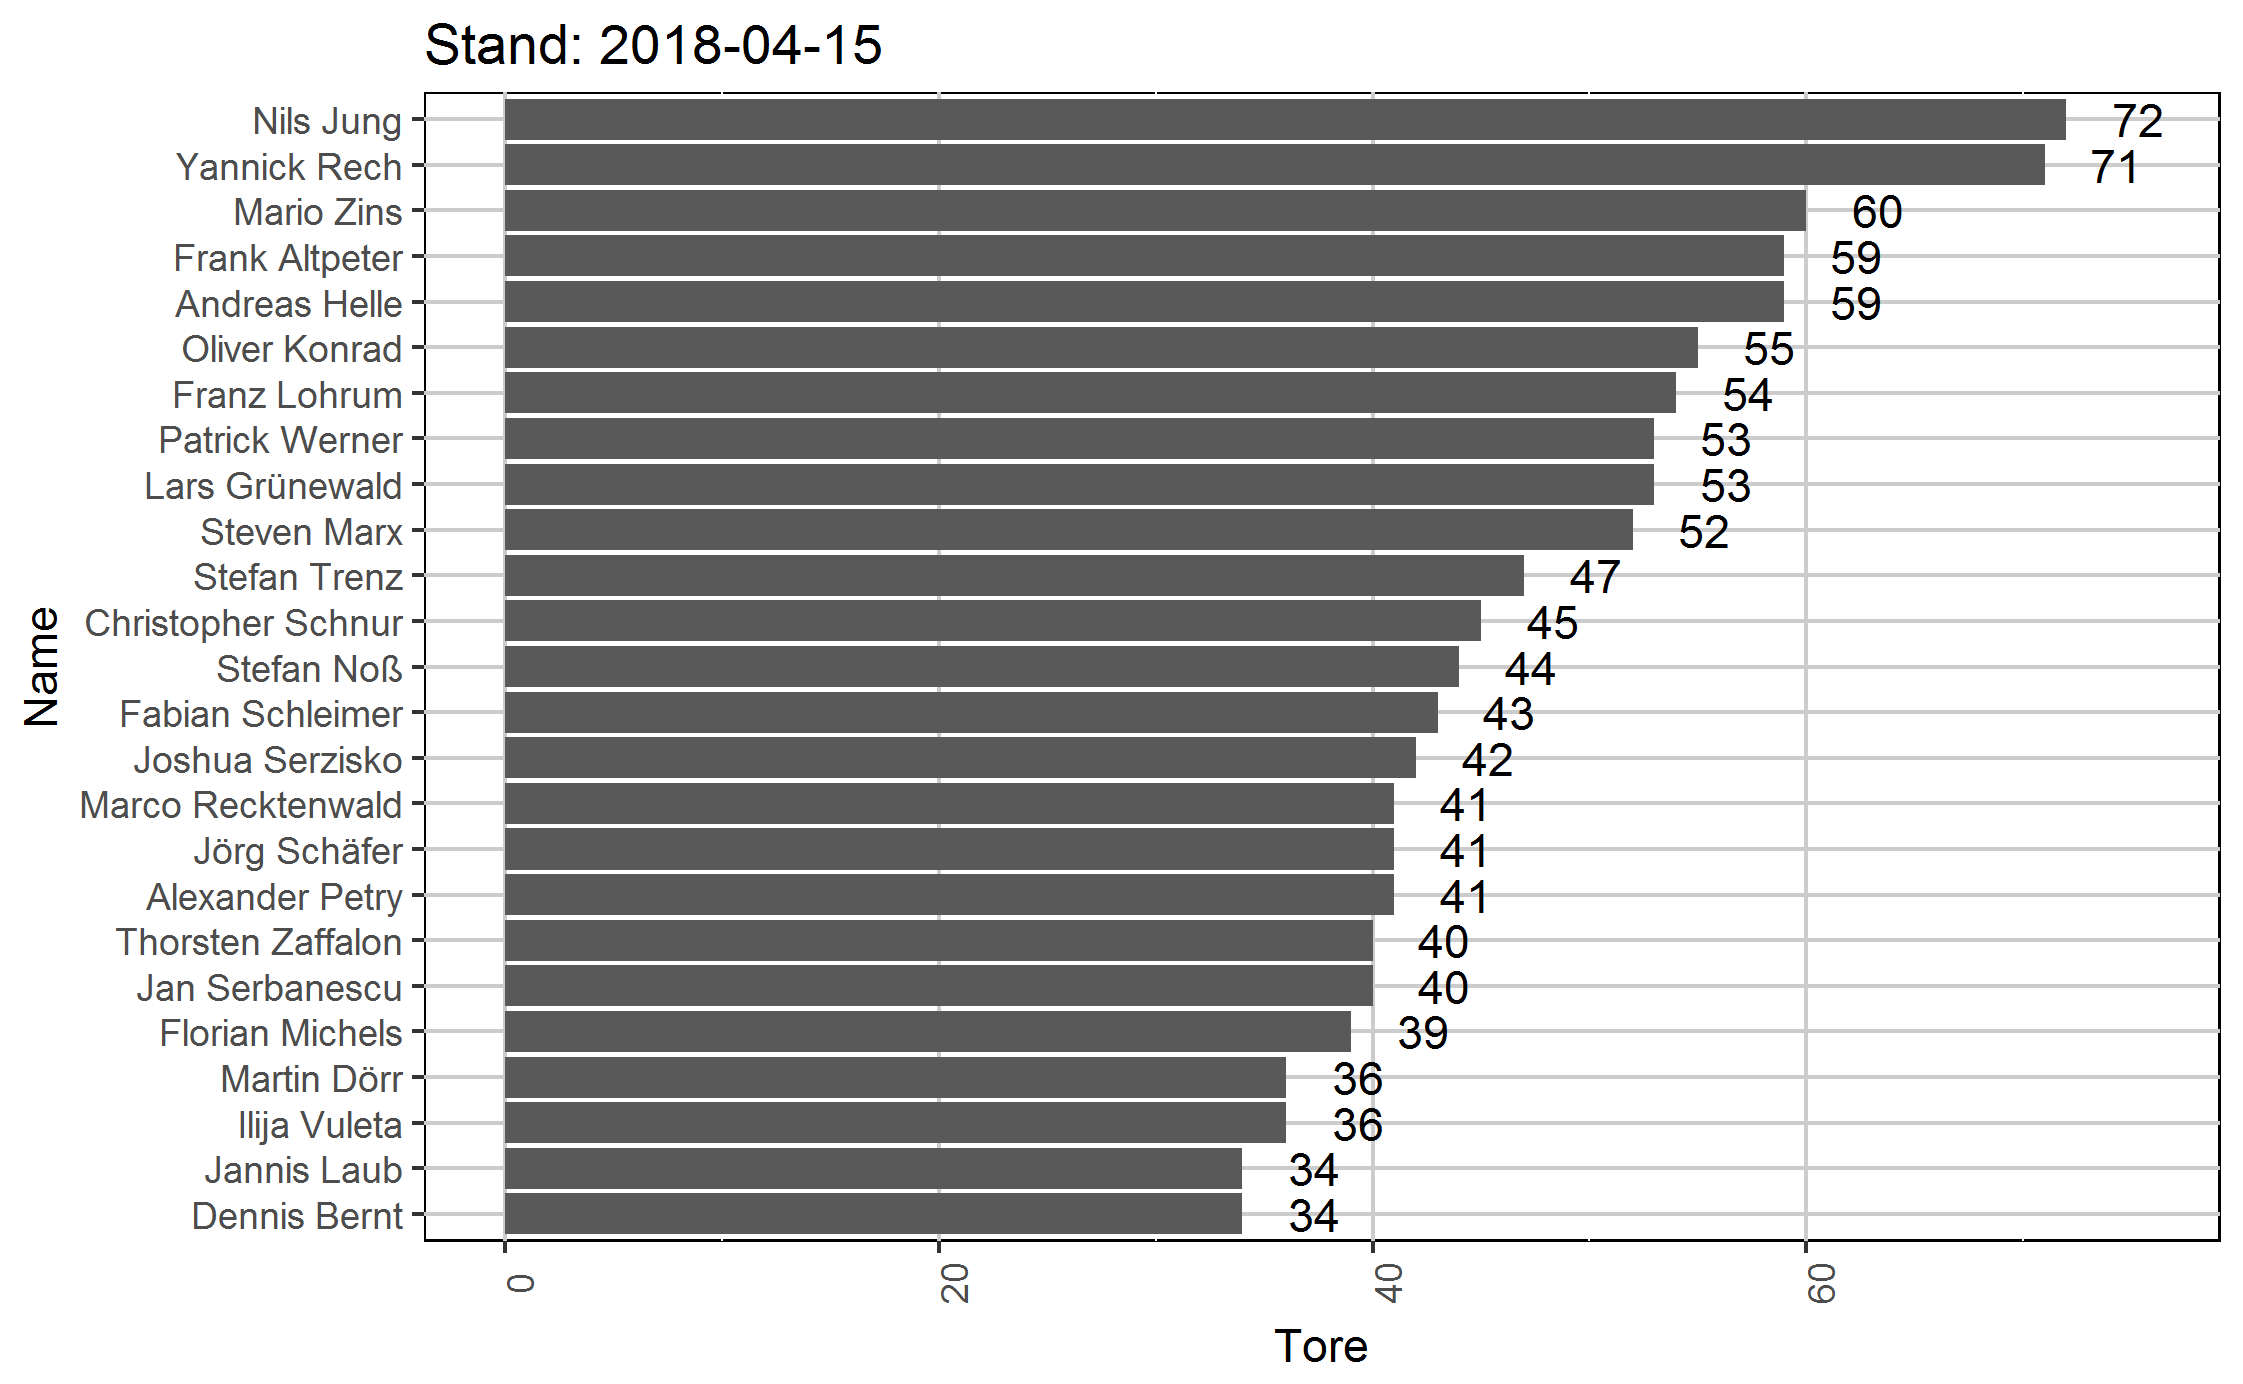 Stand: 2018-04-15
Nils Jung 72
Yannick Rech 71
Mario Zins 60
Frank Altpeter 59
Andreas Helle 59
Oliver Konrad 55
Franz Lohrum 54
Patrick Werner 53
Lars Grünewald 53
Steven Marx 52
Stefan Trenz 47
Christopher Schnur 45
Stefan Noß 44
Fabian Schleimer 43
Joshua Serzisko 42
Marco Recktenwald 41
Jörg Schäfer 41
Alexander Petry 41
Thorsten Zaffalon 40
Jan Serbanescu 40
Florian Michels 39
Martin Dörr 36
Ilija Vuleta 36
Jannis Laub 34
Dennis Bernt 34
Name
0 20 40 60
Tore